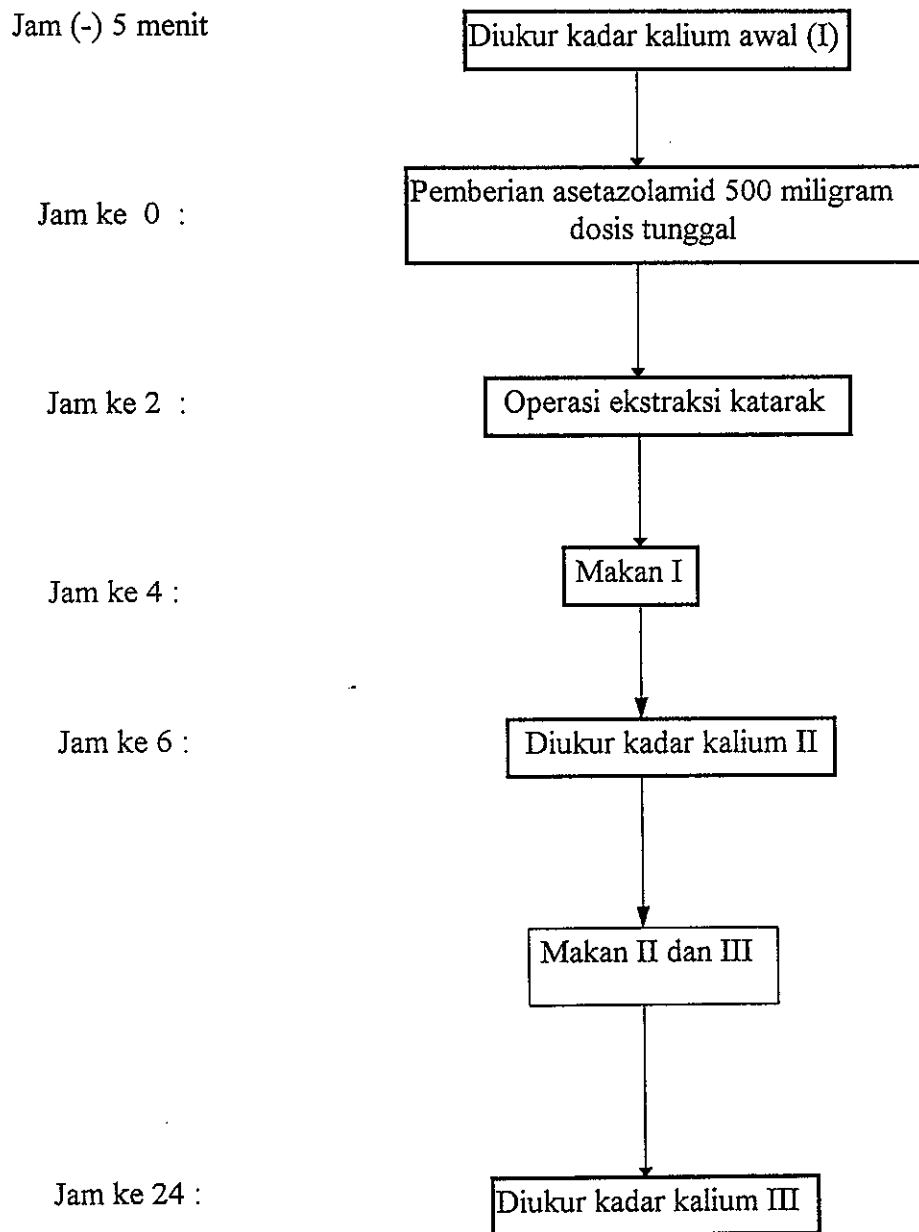 Jam (-) 5 menit
Diukur kadar kalium awal (I)
Jam ke 0 :
Pemberian asetazolamid 500 miligram
dosis tunggal
Jam ke 2 :
Operasi ekstraksi katarak
Jam ke 4 :
Makan I
Jam ke 6 :
Diukur kadar kalium II
Makan II dan III
Jam ke 24 :
Diukur kadar kalium III